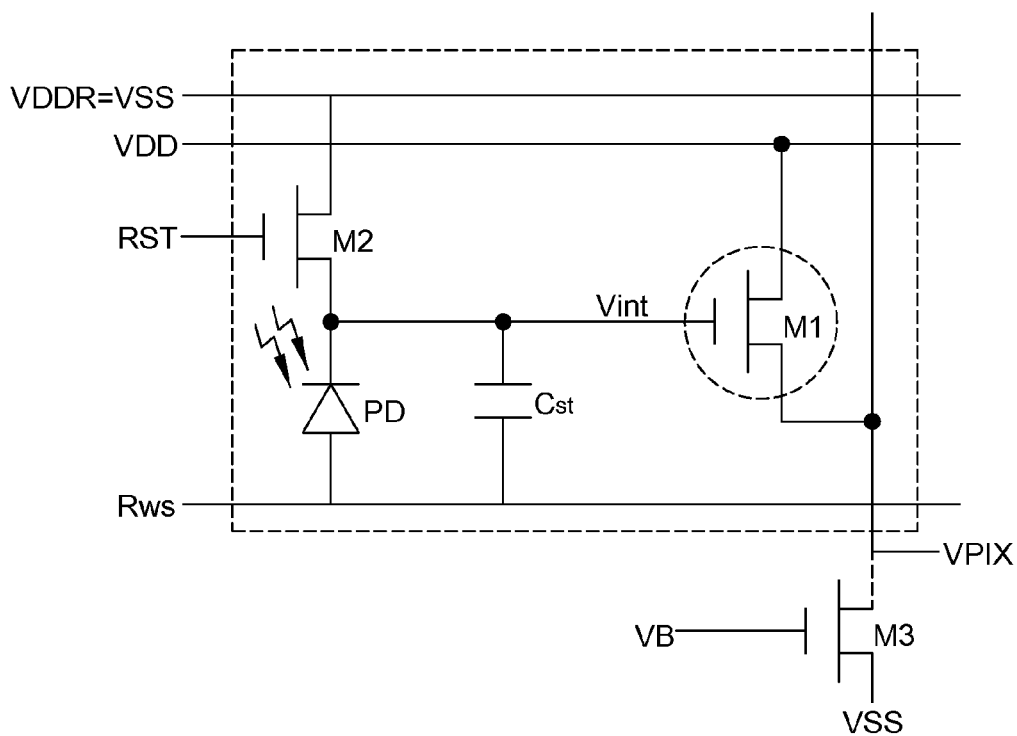 VDDR=VSS
VDD
RST
M2
Vint
M1
PD
Cst
Rws
VPIX
VB
M3
VSS